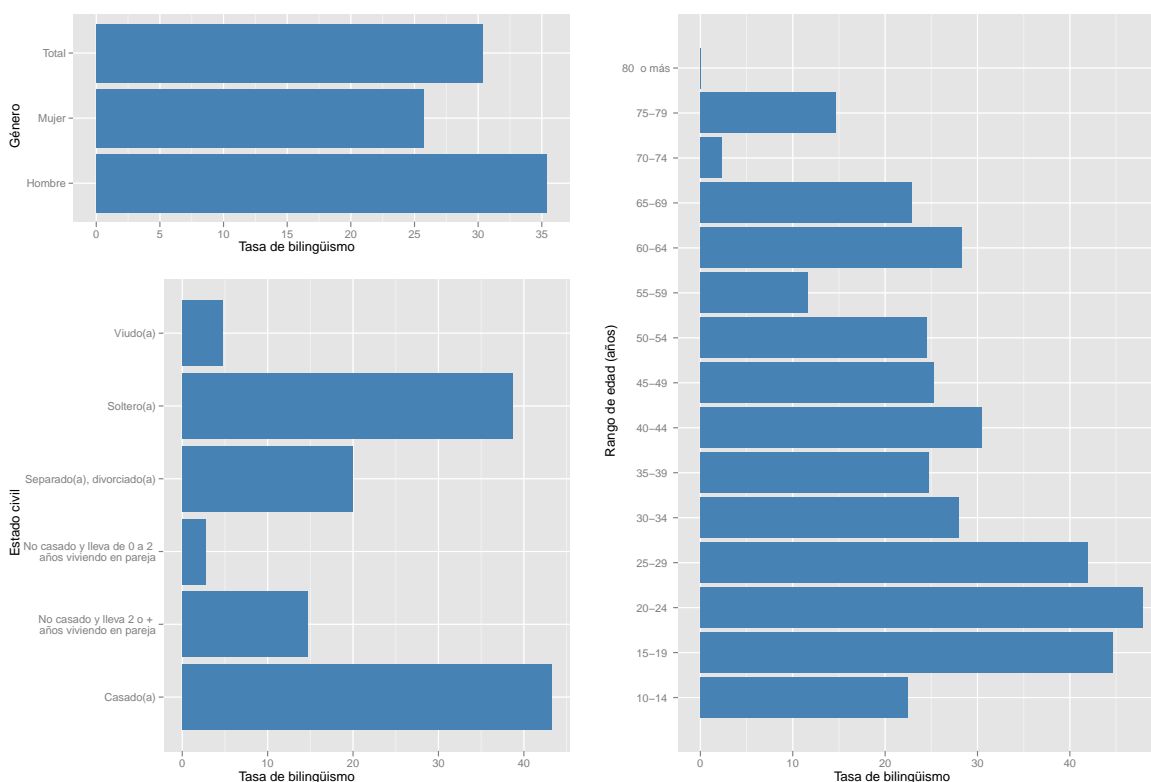 Género
Total
Mujer
Hombre
0 5 10 15 20 25 30 35
Tasa de bilingüismo
Estado civil
Viudo(a)
Soltero(a)
Separado(a), divorciado(a)
No casado y lleva de 0 a 2
años viviendo en pareja
No casado y lleva 2 o +
años viviendo en pareja
Casado(a)
0 10 20 30 40
Tasa de bilingüismo
Rango de edad (años)
80 o más
75−79
70−74
65−69
60−64
55−59
50−54
45−49
40−44
35−39
30−34
25−29
20−24
15−19
10−14
0 10 20 30 40
Tasa de bilingüismo